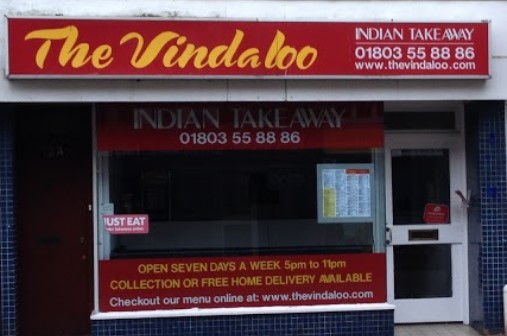 The Vindaloo
INDIAN TAKEAWAY
01803 55 88 86
www.thevindaloo.com
INDIAN TAKEAWAY
01803 55 88 86
JUST EAT
OPEN SEVEN DAYS A WEEK 5pm to 11pm
COLLECTION OR FREE HOME DELIVERY AVAILABLE
Checkout our menu online at: www.thevindaloo.com